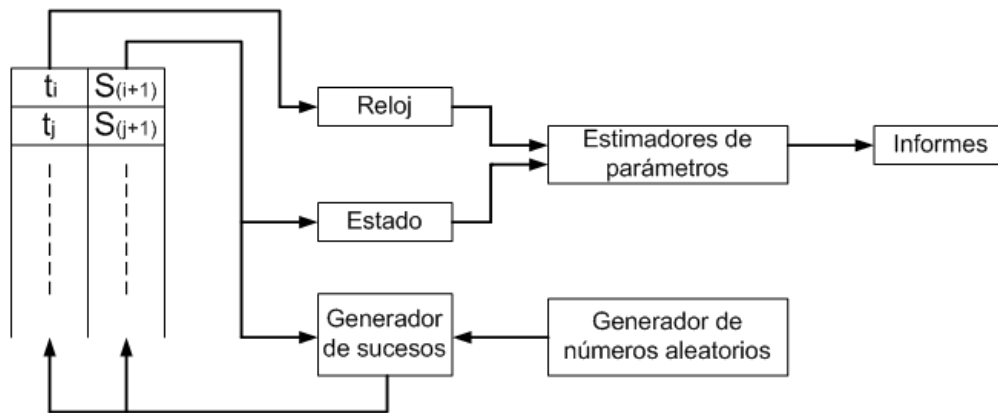 ti S(i+1)
tj S(j+1)
Reloj
Estado
Generador
de sucesos
Estimadores de
parámetros
Informes
Generador de
números aleatorios